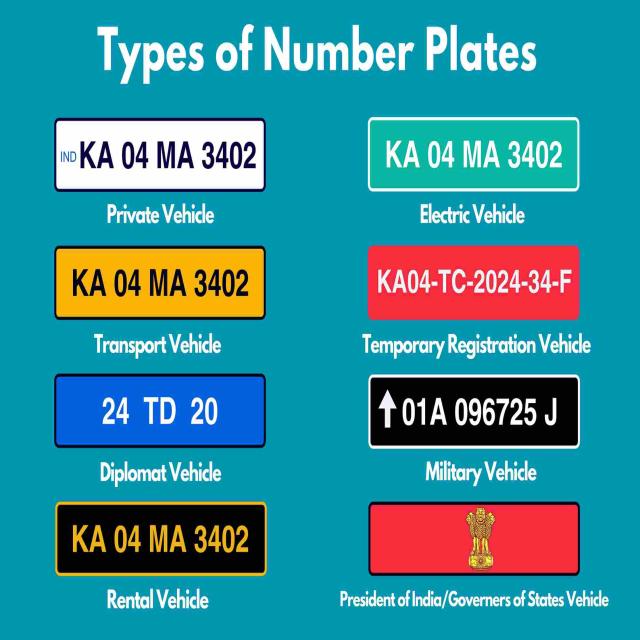 Types of Number Plates
IND KA 04 MA 3402
Private Vehicle
KA 04 MA 3402
Electric Vehicle
KA 04 MA 3402
Transport Vehicle
KA04-TC-2024-34-F
Temporary Registration Vehicle
24 TD 20
Diplomat Vehicle
↑ 01A 096725 J
Military Vehicle
KA 04 MA 3402
Rental Vehicle
President of India/Governers of States Vehicle